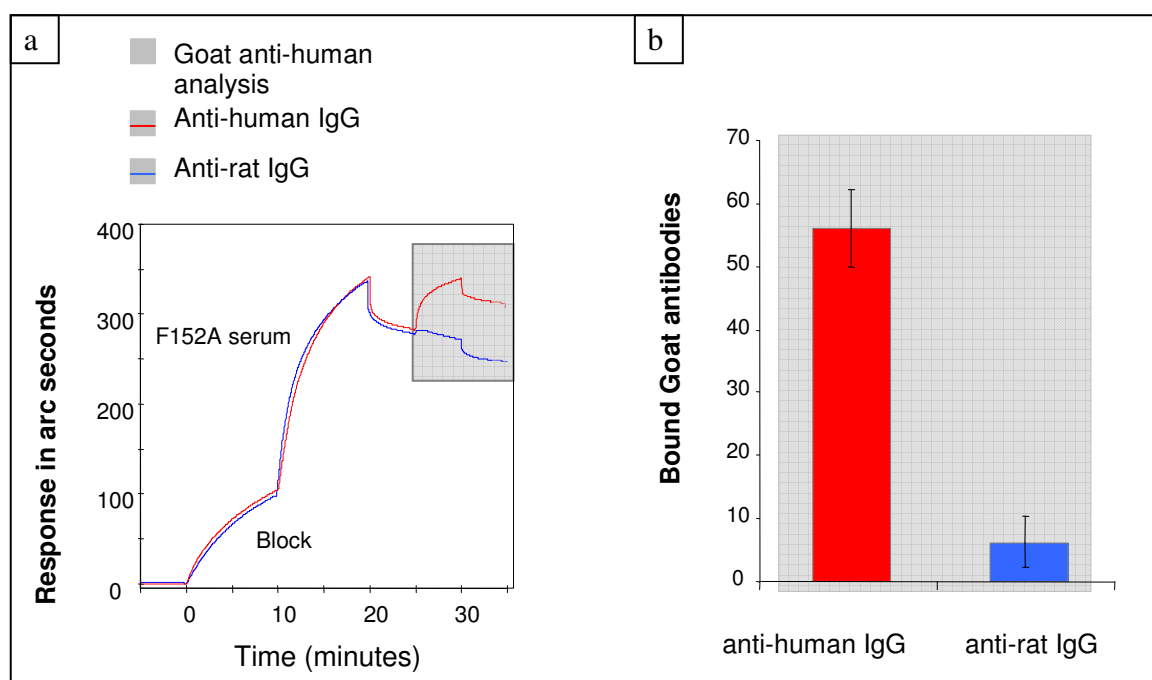 a
Goat anti-human
analysis
Anti-human IgG
Anti-rat IgG
Response in arc seconds
400
300
200
100
0
F152A serum
Block
0 10 20 30
Time (minutes)
b
Bound Goat antibodies
70
60
50
40
30
20
10
0
anti-human IgG anti-rat IgG